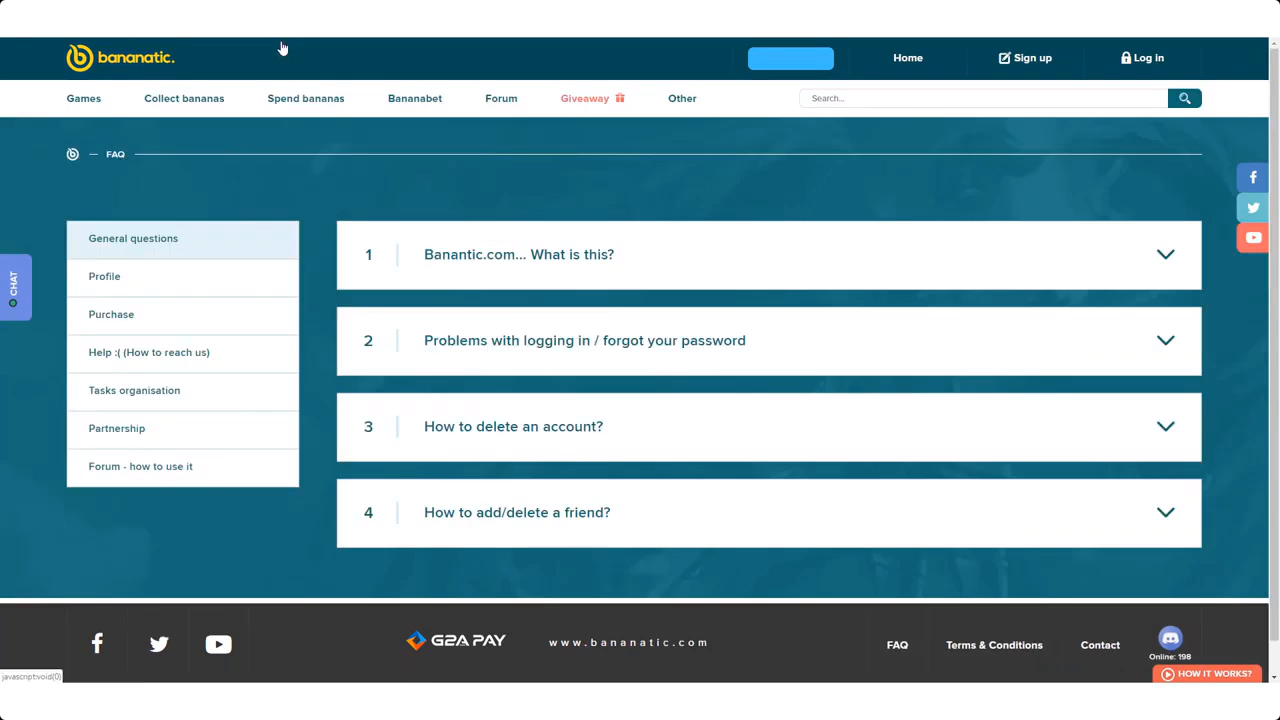 bananatic.
Home
Sign up
Log in
Games
Collect bananas
Spend bananas
Bananabet
Forum
Giveaway
Other
Search...
FAQ
General questions
Profile
Purchase
Help :( (How to reach us)
Tasks organisation
Partnership
Forum - how to use it
1 Banantic.com... What is this?
2 Problems with logging in / forgot your password
3 How to delete an account?
4 How to add/delete a friend?
CHAT
G2A PAY
www.bananatic.com
FAQ
Terms & Conditions
Contact
Online: 198
HOW IT WORKS?
javascript:void(0)